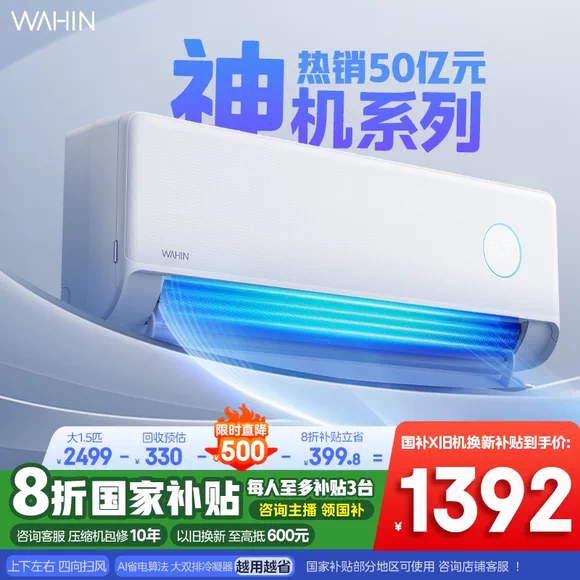 WAHIN
热销50亿元
神机系列
WAHIN
限时直降
大1.5匹 回收预估 8折补贴立省
¥2499 - ¥330 - ¥500 - ¥399.8 =
国补X旧机换新补贴到手价:
¥1392
8折国家补贴
每人至多补贴3台
咨询主播 领国补
咨询客服 压缩机包修10年 以旧换新 至高抵600元
上下左右 四向扫风 AI省电算法 大双排冷凝器 越用越省 国家补贴部分地区可使用 咨询店铺客服